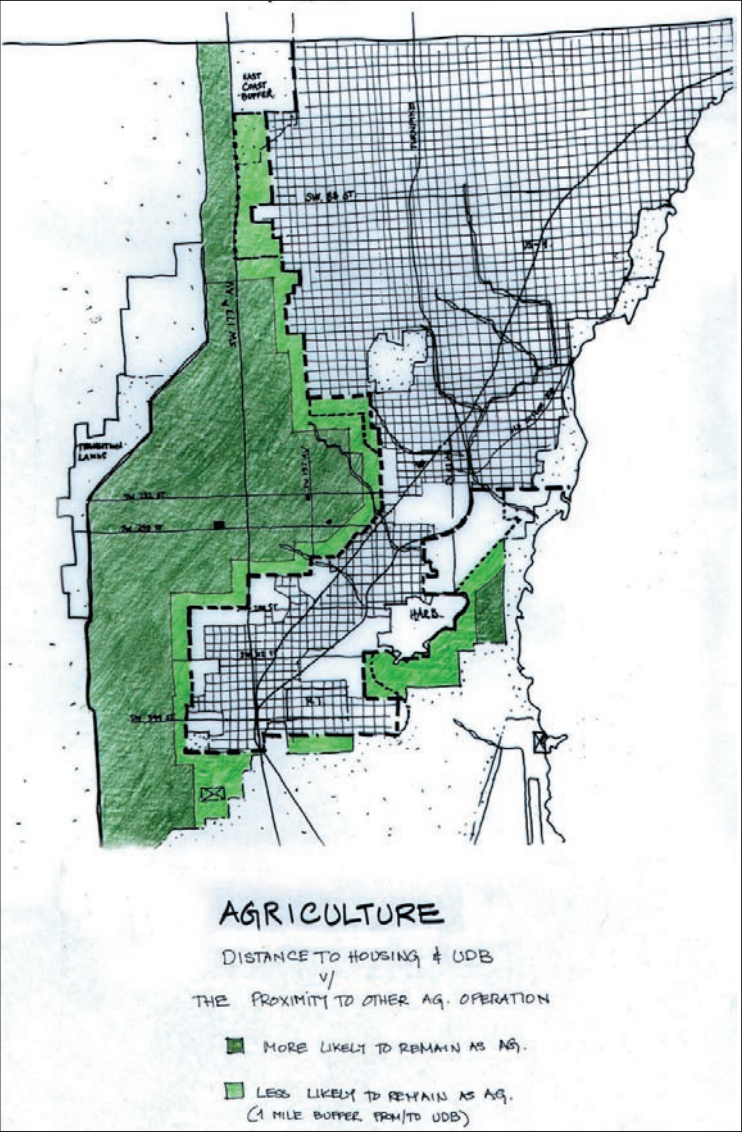 EAST
COAST
BUFFER
TURNPIKE
SW. 88 ST.
US-1
SW 177 AV
TRANSITION
LANDS
SW 232 ST
SW 248 ST
HARB.
SW 344 ST
AGRICULTURE
DISTANCE TO HOUSING & UDB
V/
THE PROXIMITY TO OTHER AG. OPERATION
MORE LIKELY TO REMAIN AS AG.
LESS LIKELY TO REMAIN AS AG.
(1 MILE BUFFER FROM/TO UDB)